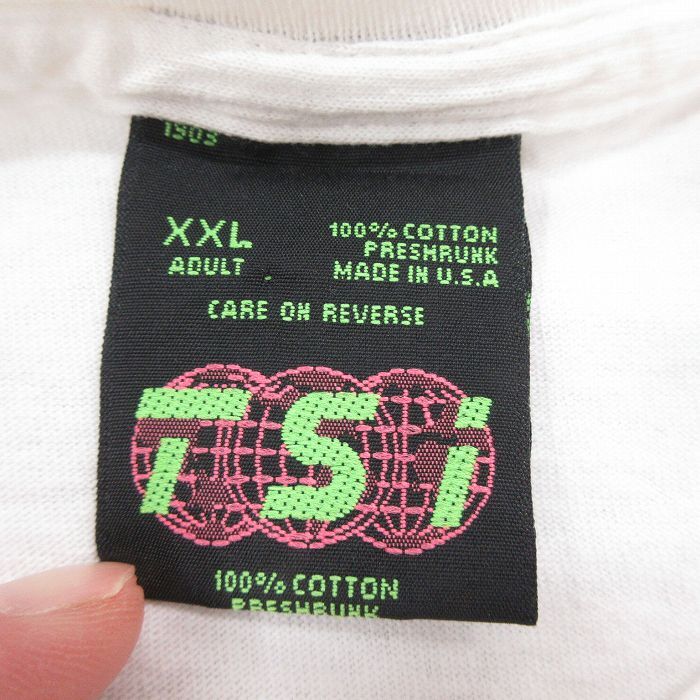 XXL
ADULT
100% COTTON
PRESHRUNK
MADE IN U.S.A
CARE ON REVERSE
TSi
100% COTTON
PRESHRUNK